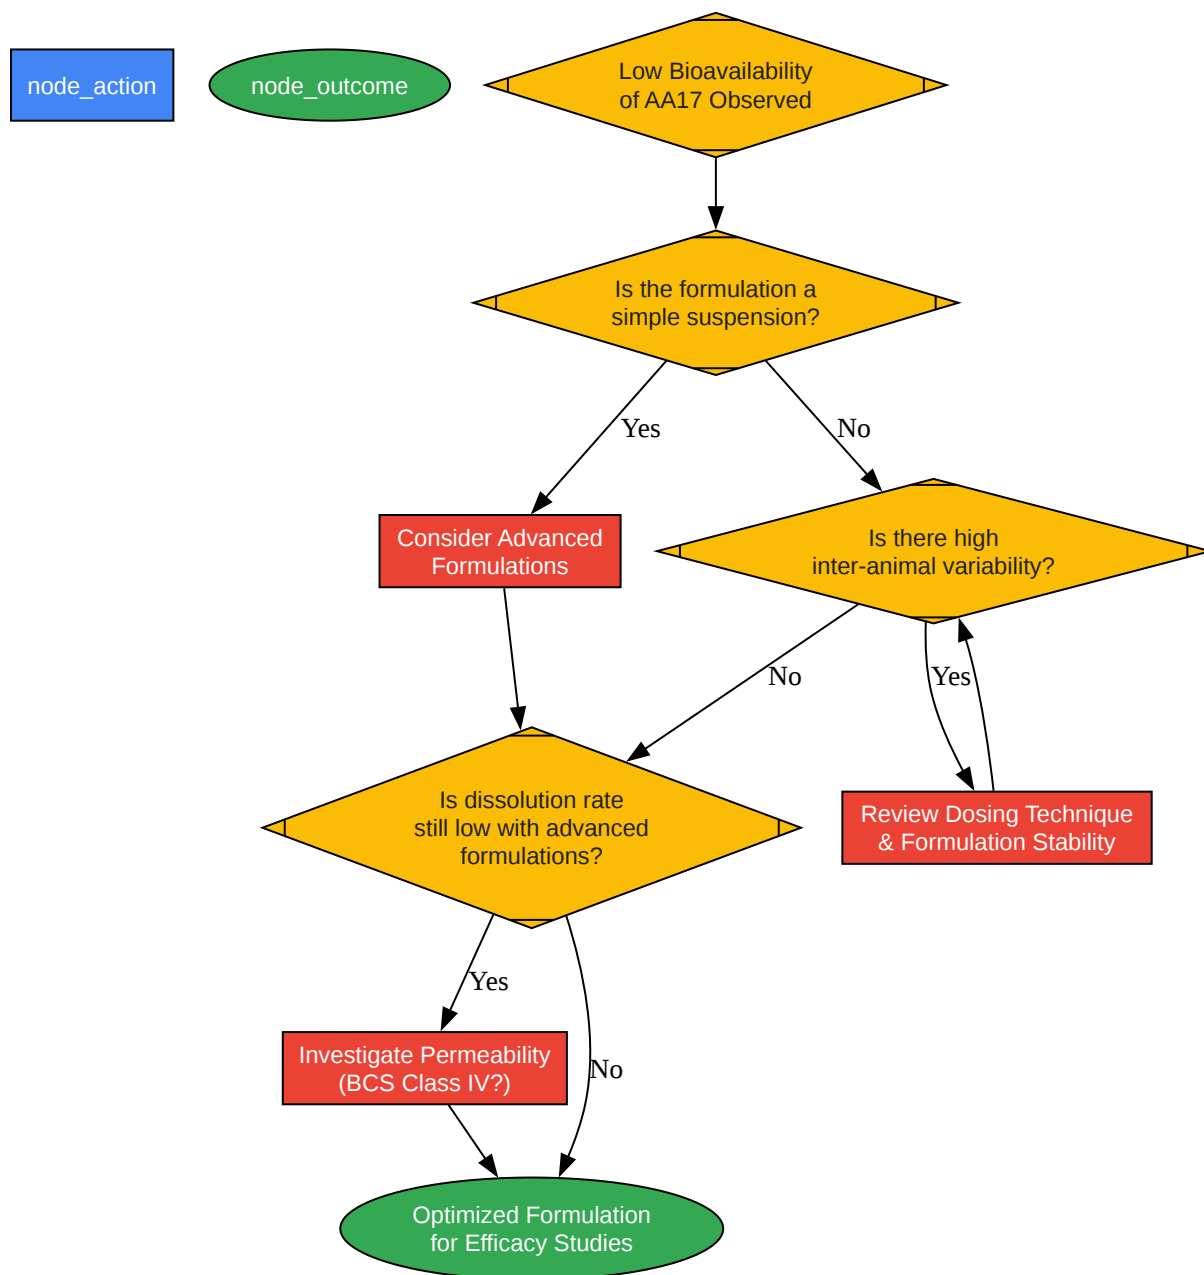 node_action
node_outcome
Low Bioavailability
of AA17 Observed
Is the formulation a
simple suspension?
Yes
No
Consider Advanced
Formulations
Is there high
inter-animal variability?
No
Yes
Is dissolution rate
still low with advanced
formulations?
Review Dosing Technique
& Formulation Stability
Yes
No
Investigate Permeability
(BCS Class IV?)
Optimized Formulation
for Efficacy Studies